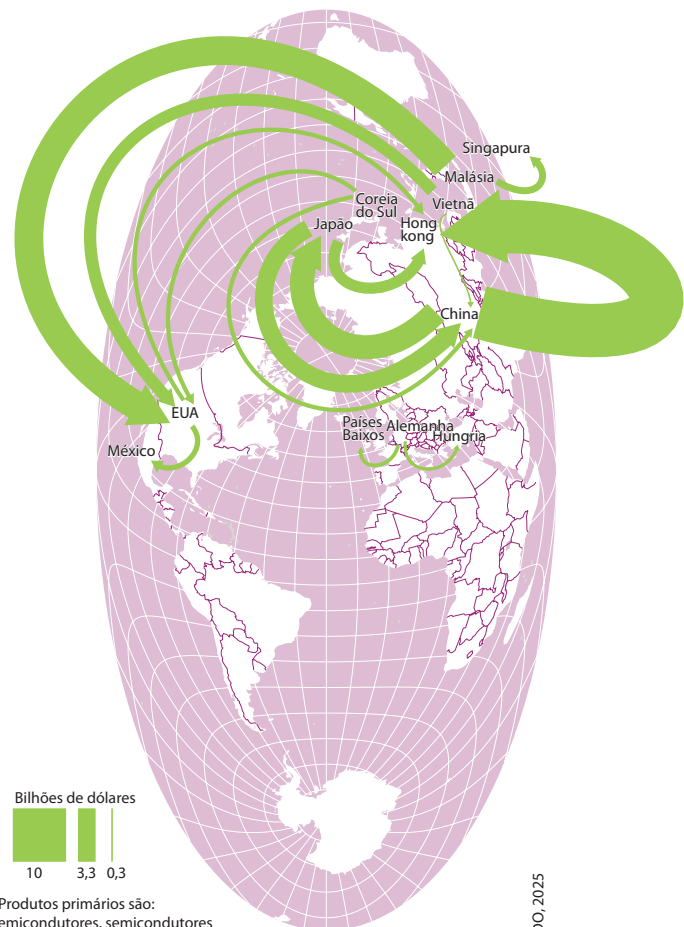 Singapura
Malásia
Vietnã
Coreia
do Sul
Hong
kong
Japão
China
EUA
México
Países
Baixos
Alemanha
Hungria
Bilhões de dólares
10 3,3 0,3
Produtos primários são:
emicondutores, semicondutores
DO, 2025